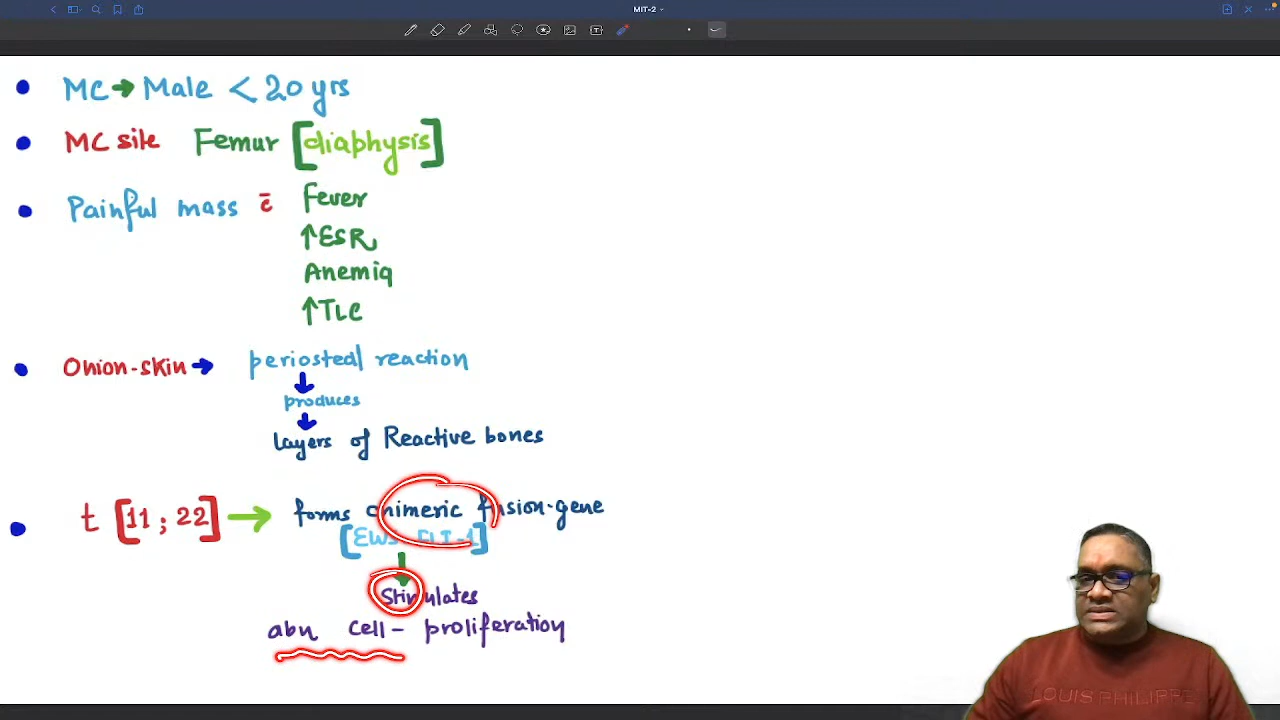 MIT-2
MC → Male < 20 yrs
MC site Femur [diaphysis]
Painful mass c̄ Fever
↑ESR
Anemia
↑TLC
Onion-skin → periosteal reaction
produces
layers of Reactive bones
t [11 ; 22] → forms chimeric fusion-gene
[EWS-FLI-1]
Stimulates
abn cell- proliferation
LOUIS PHILIPPE